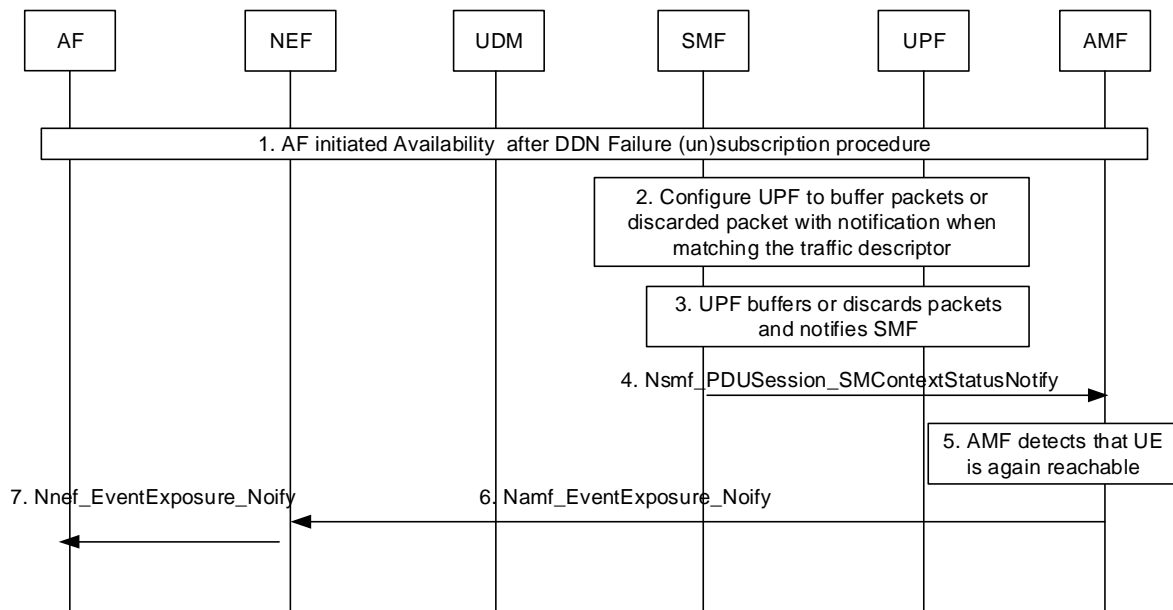 AF NEF UDM SMF UPF AMF
1. AF initiated Availability after DDN Failure (un)subscription procedure
2. Configure UPF to buffer packets or
discarded packet with notification when
matching the traffic descriptor
3. UPF buffers or discards packets
and notifies SMF
4. Nsmf_PDUSession_SMContextStatusNotify
5. AMF detects that UE
is again reachable
7. Nnef_EventExposure_Noify
6. Namf_EventExposure_Noify